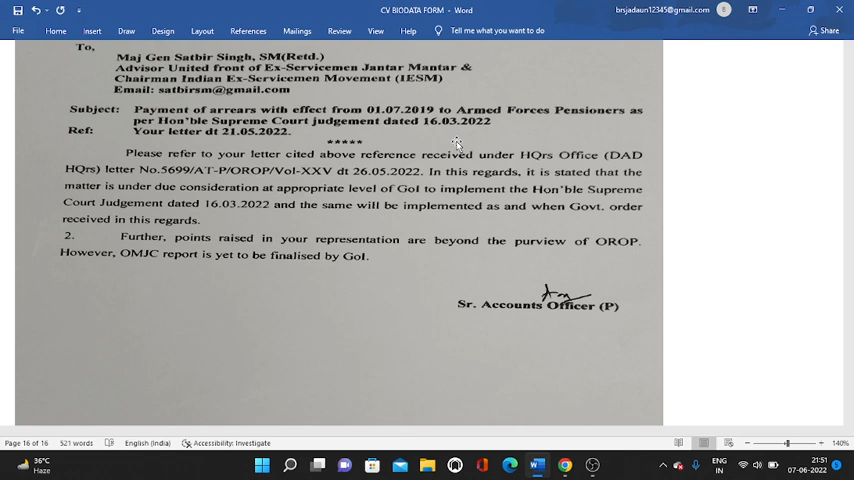 CV BIODATA FORM - Word
brsjadaun12345@gmail.com
B
File Home Insert Draw Design Layout References Mailings Review View Help Tell me what you want to do Share
To,
Maj Gen Satbir Singh, SM(Retd.)
Advisor United front of Ex-Servicemen Jantar Mantar &
Chairman Indian Ex-Servicemen Movement (IESM)
Email: satbirsm@gmail.com
Subject: Payment of arrears with effect from 01.07.2019 to Armed Forces Pensioners as
per Hon'ble Supreme Court judgement dated 16.03.2022
Ref: Your letter dt 21.05.2022.
*****
Please refer to your letter cited above reference received under HQrs Office (DAD
HQrs) letter No.5699/AT-P/OROP/Vol-XXV dt 26.05.2022. In this regards, it is stated that the
matter is under due consideration at appropriate level of GoI to implement the Hon'ble Supreme
Court Judgement dated 16.03.2022 and the same will be implemented as and when Govt. order
received in this regards.
2. Further, points raised in your representation are beyond the purview of OROP.
However, OMJC report is yet to be finalised by GoI.
Sr. Accounts Officer (P)
Page 16 of 16 521 words English (India) Accessibility: Investigate 140%
36°C
Haze
ENG
IN
21:51
07-06-2022